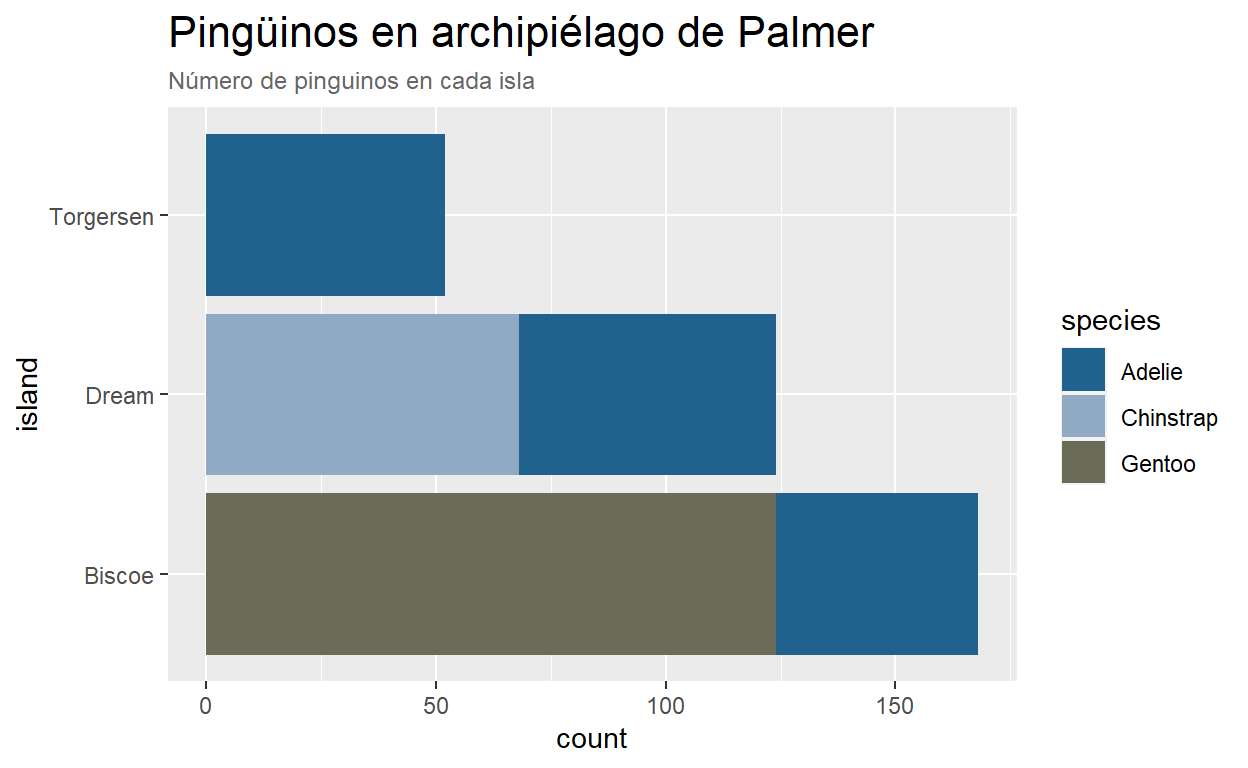 Pingüinos en archipiélago de Palmer
Número de pinguinos en cada isla
Torgersen
Dream
Biscoe
island
0 50 100 150
count
species
Adelie
Chinstrap
Gentoo